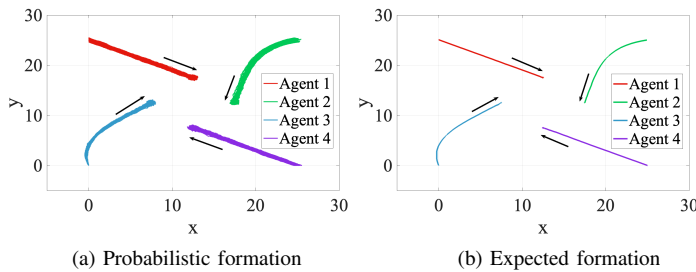 y
30
20
10
0
0
10
20
30
x
Agent 1
Agent 2
Agent 3
Agent 4
(a) Probabilistic formation
y
30
20
10
0
0
10
20
30
x
Agent 1
Agent 2
Agent 3
Agent 4
(b) Expected formation